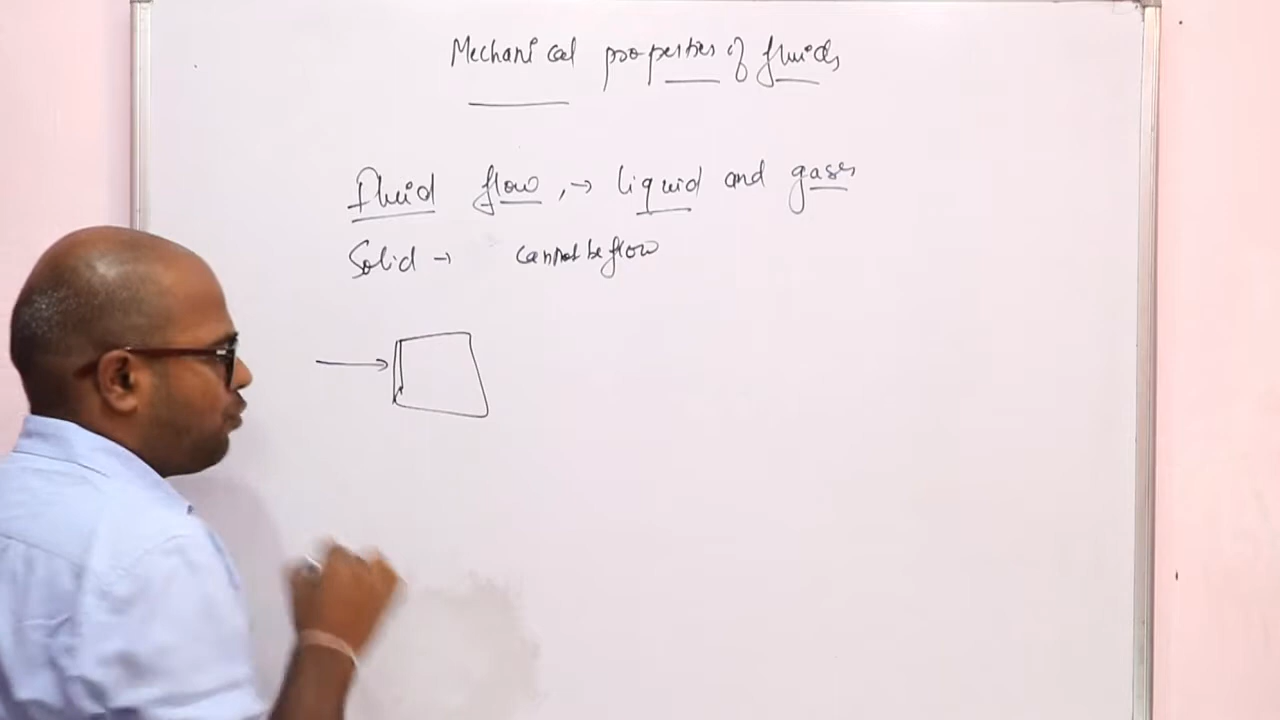 Mechanical properties of fluids
Fluid flow, → liquid and gases
Solid → cannot be flow